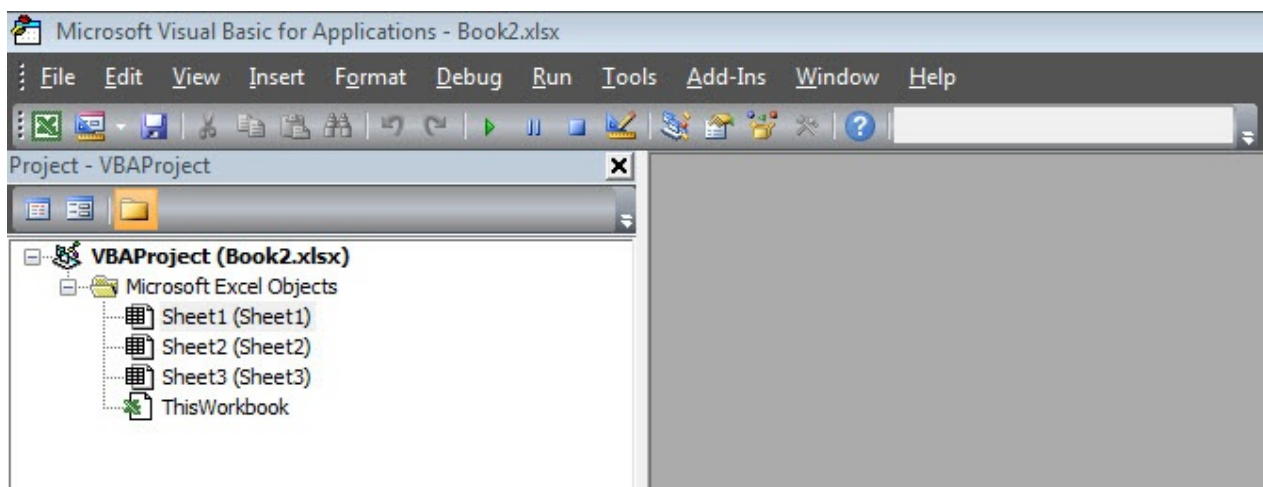 Microsoft Visual Basic for Applications - Book2.xlsx
File Edit View Insert Format Debug Run Tools Add-Ins Window Help
Project - VBAProject
VBAProject (Book2.xlsx)
Microsoft Excel Objects
Sheet1 (Sheet1)
Sheet2 (Sheet2)
Sheet3 (Sheet3)
ThisWorkbook